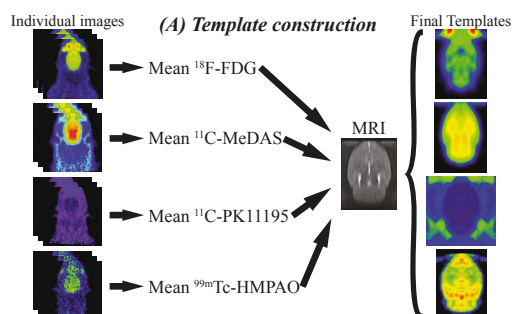 Individual images
(A) Template construction
Final Templates
Mean ¹⁸F-FDG
MRI
Mean ¹¹C-MeDAS
Mean ¹¹C-PK11195
Mean ⁹⁹ᵐTc-HMPAO